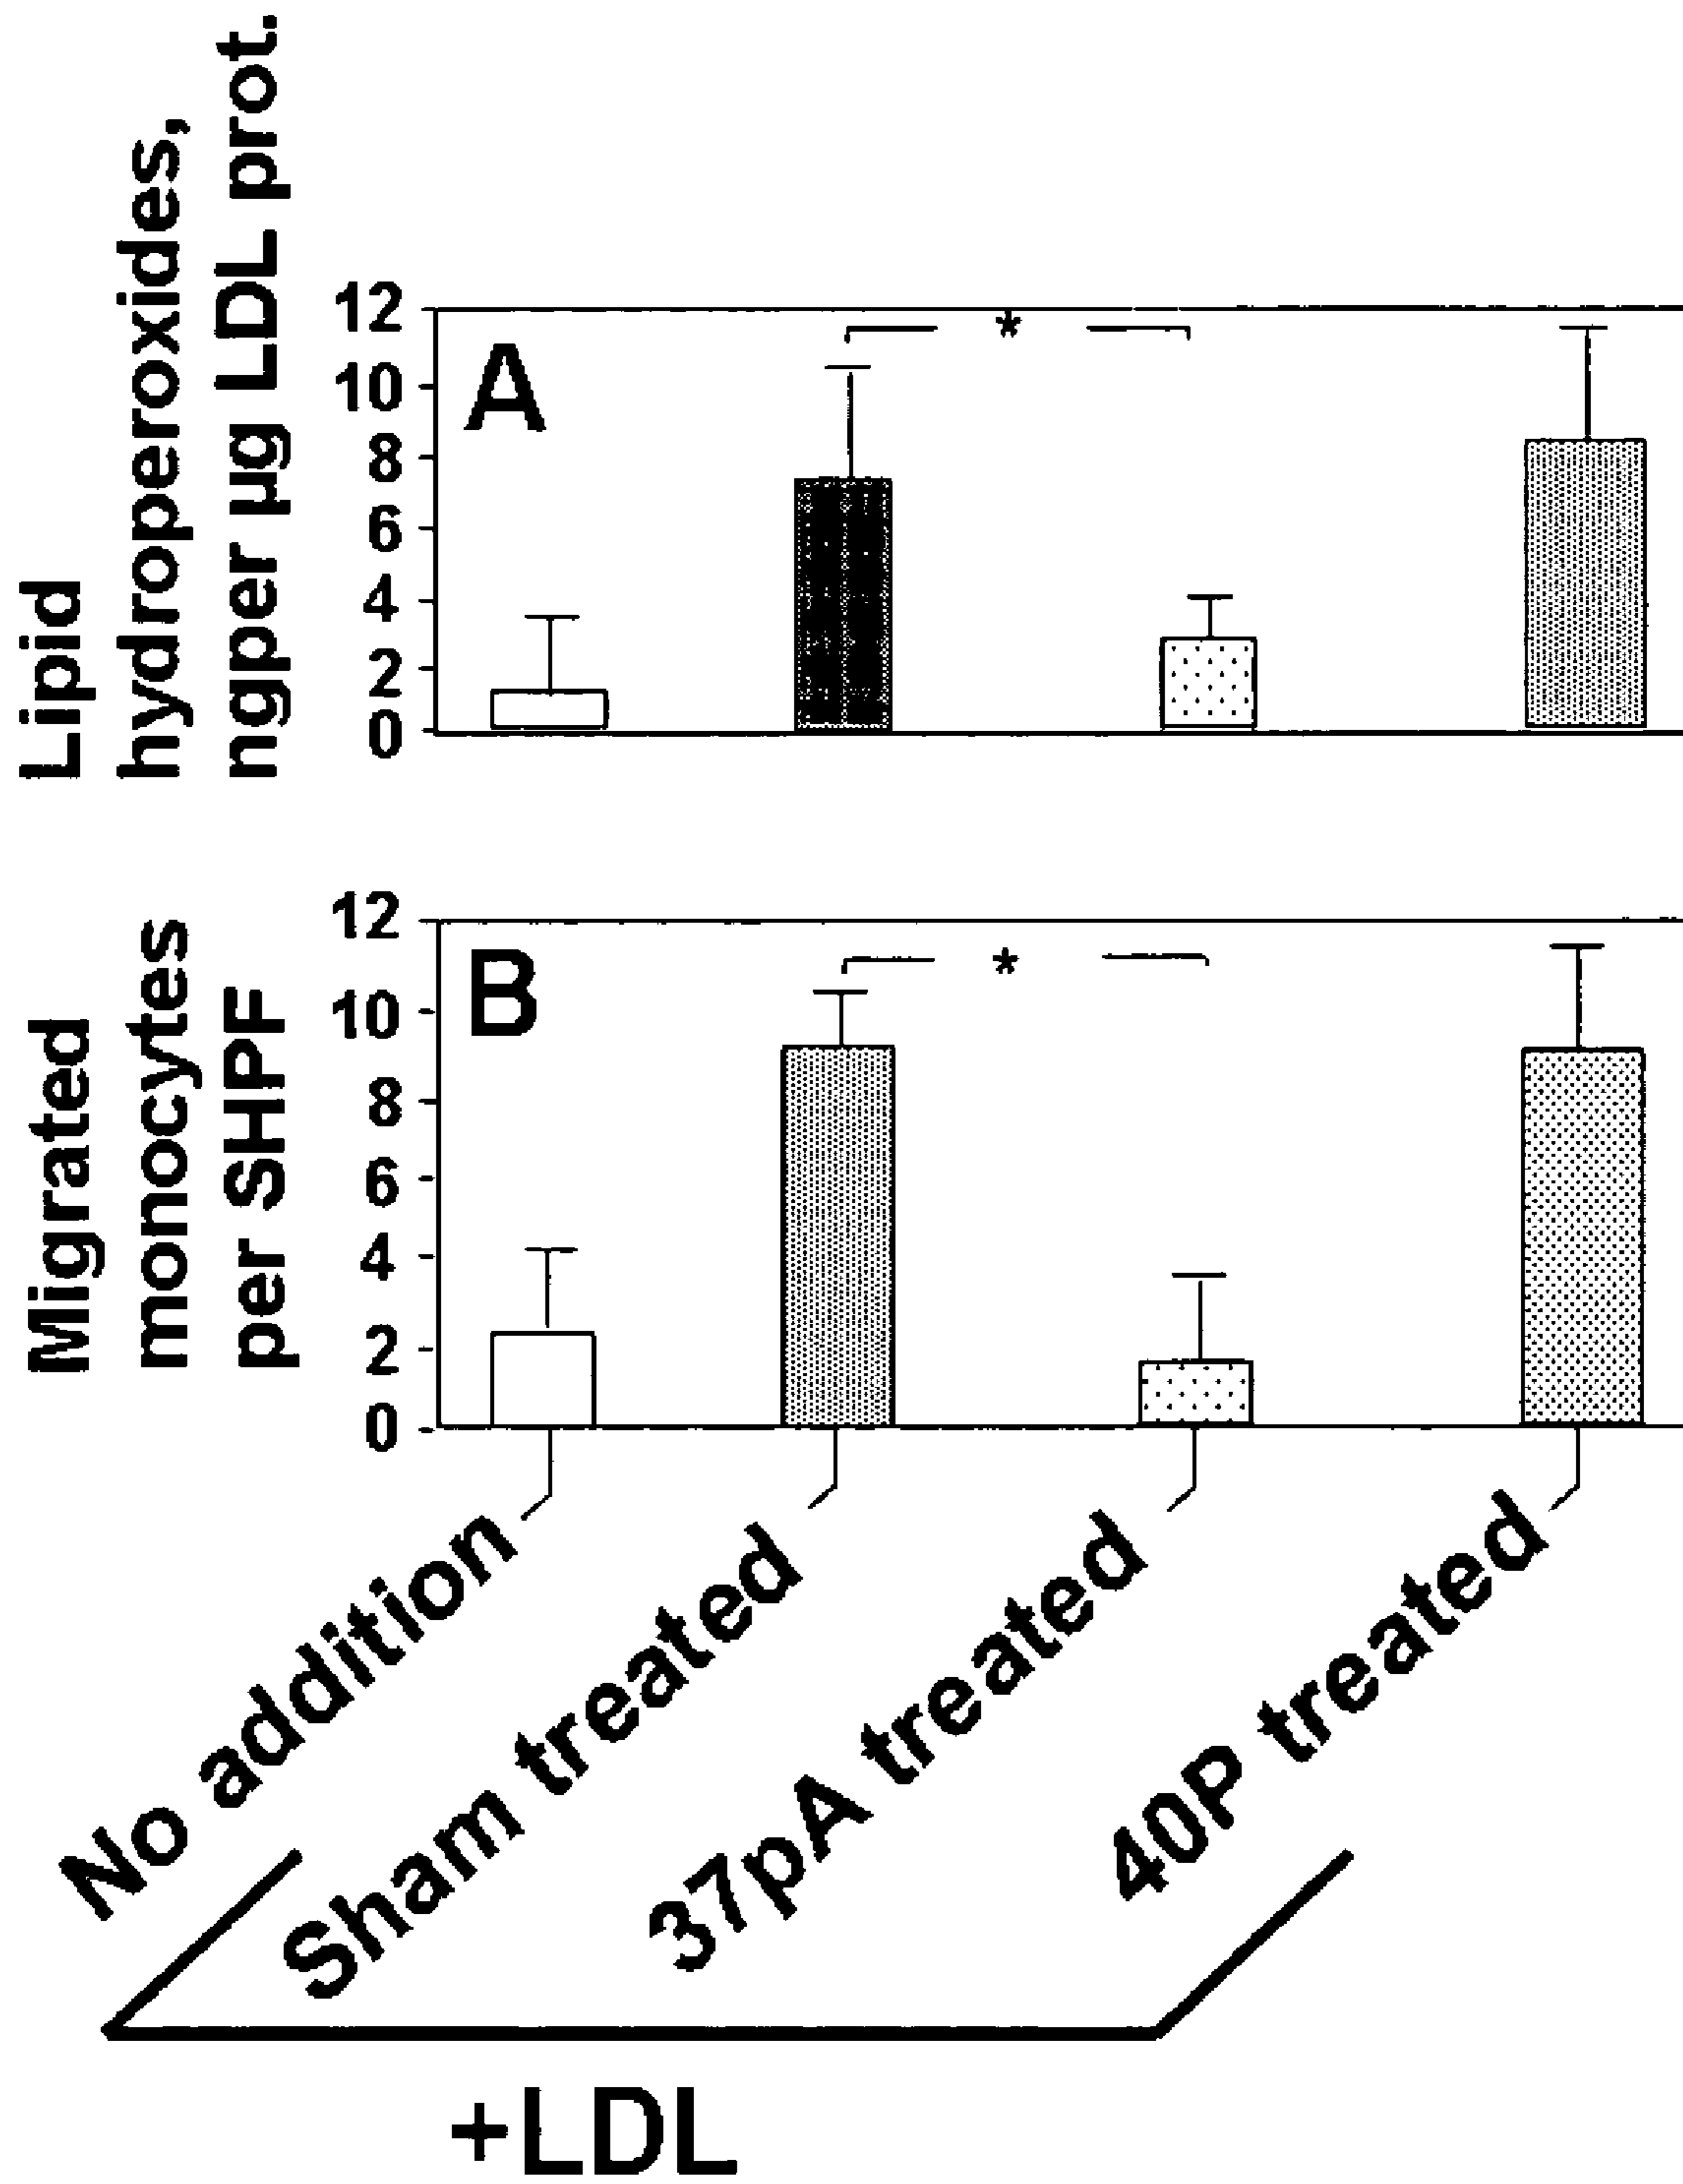 Lipid
hydroperoxides,
ngper µg LDL prot.
12
10
8
6
4
2
0
A
*
Migrated
monocytes
per SHPF
12
10
8
6
4
2
0
B
*
No addition
Sham treated
37pA treated
40P treated
+LDL